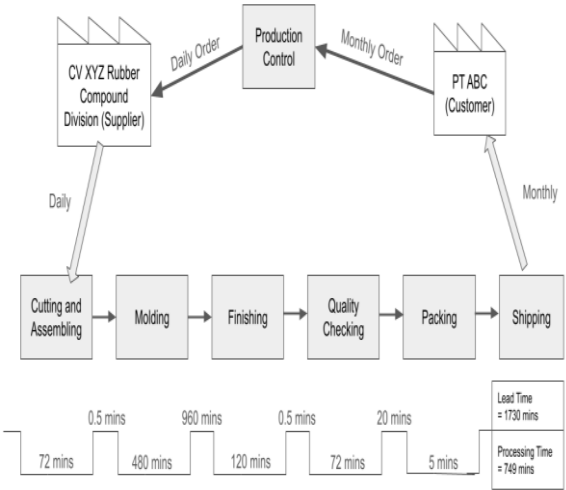 CV XYZ Rubber
Compound
Division (Supplier)
Daily Order
Production
Control
Monthly Order
PT ABC
(Customer)
Daily
Monthly
Cutting and
Assembling
Molding
Finishing
Quality
Checking
Packing
Shipping
0.5 mins
960 mins
0.5 mins
20 mins
72 mins
480 mins
120 mins
72 mins
5 mins
Lead Time
= 1730 mins
Processing Time
= 749 mins